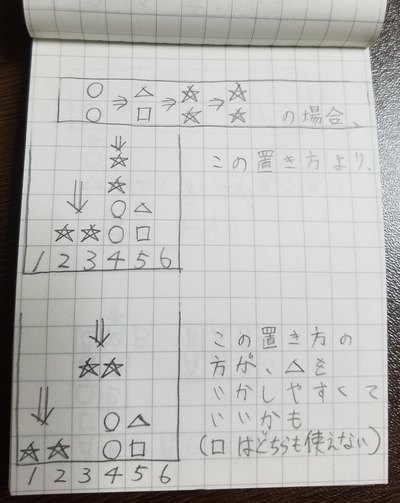 の場合、
この置き方より、
1 2 3 4 5 6
この置き方の
方が、△を
いかしやすくて
いいかも
(□はどちらも使えない)
1 2 3 4 5 6